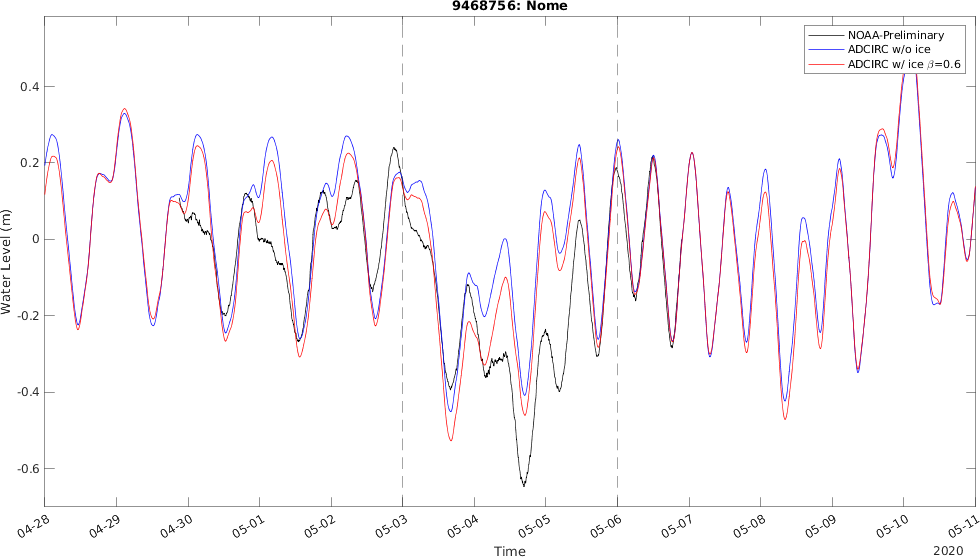 9468756: Nome
NOAA-Preliminary
ADCIRC w/o ice
ADCIRC w/ ice β=0.6
Water Level (m)
0.4
0.2
0
-0.2
-0.4
-0.6
04-28 04-29 04-30 05-01 05-02 05-03 05-04 05-05 05-06 05-07 05-08 05-09 05-10 05-11
Time
2020